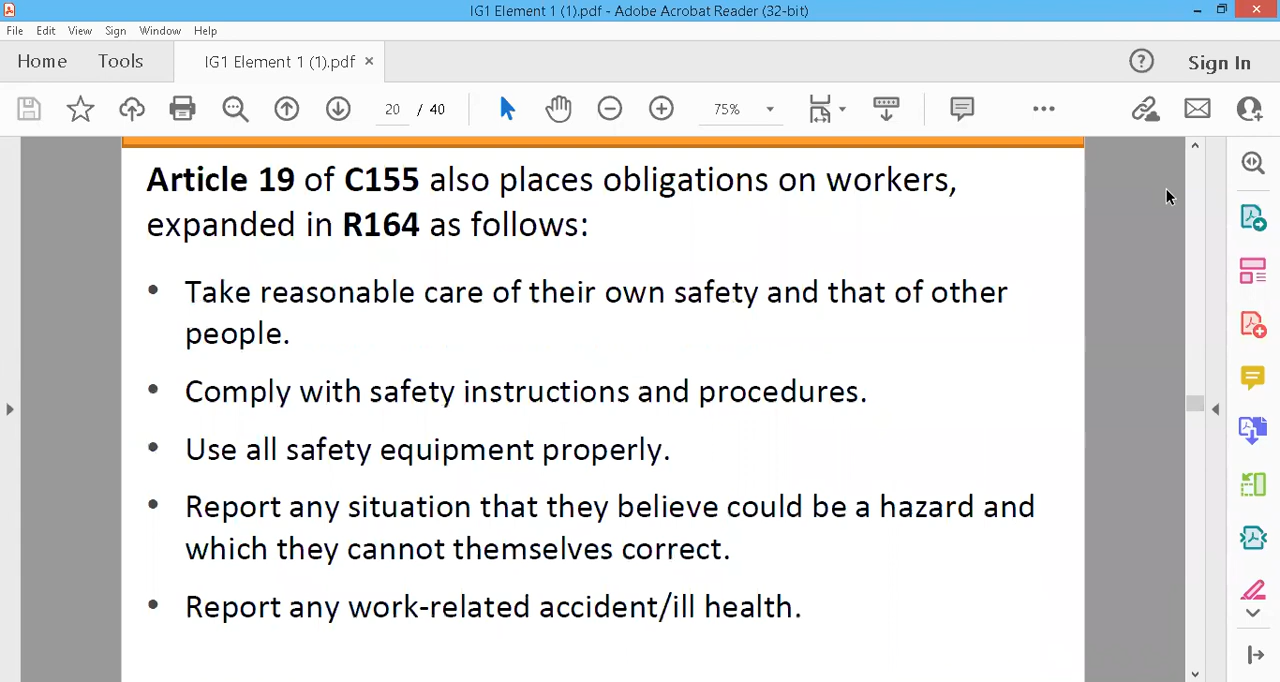 IG1 Element 1 (1).pdf - Adobe Acrobat Reader (32-bit)
File Edit View Sign Window Help
Home Tools IG1 Element 1 (1).pdf × Sign In
20 / 40 75%
Article 19 of C155 also places obligations on workers,
expanded in R164 as follows:
• Take reasonable care of their own safety and that of other
people.
• Comply with safety instructions and procedures.
• Use all safety equipment properly.
• Report any situation that they believe could be a hazard and
which they cannot themselves correct.
• Report any work-related accident/ill health.